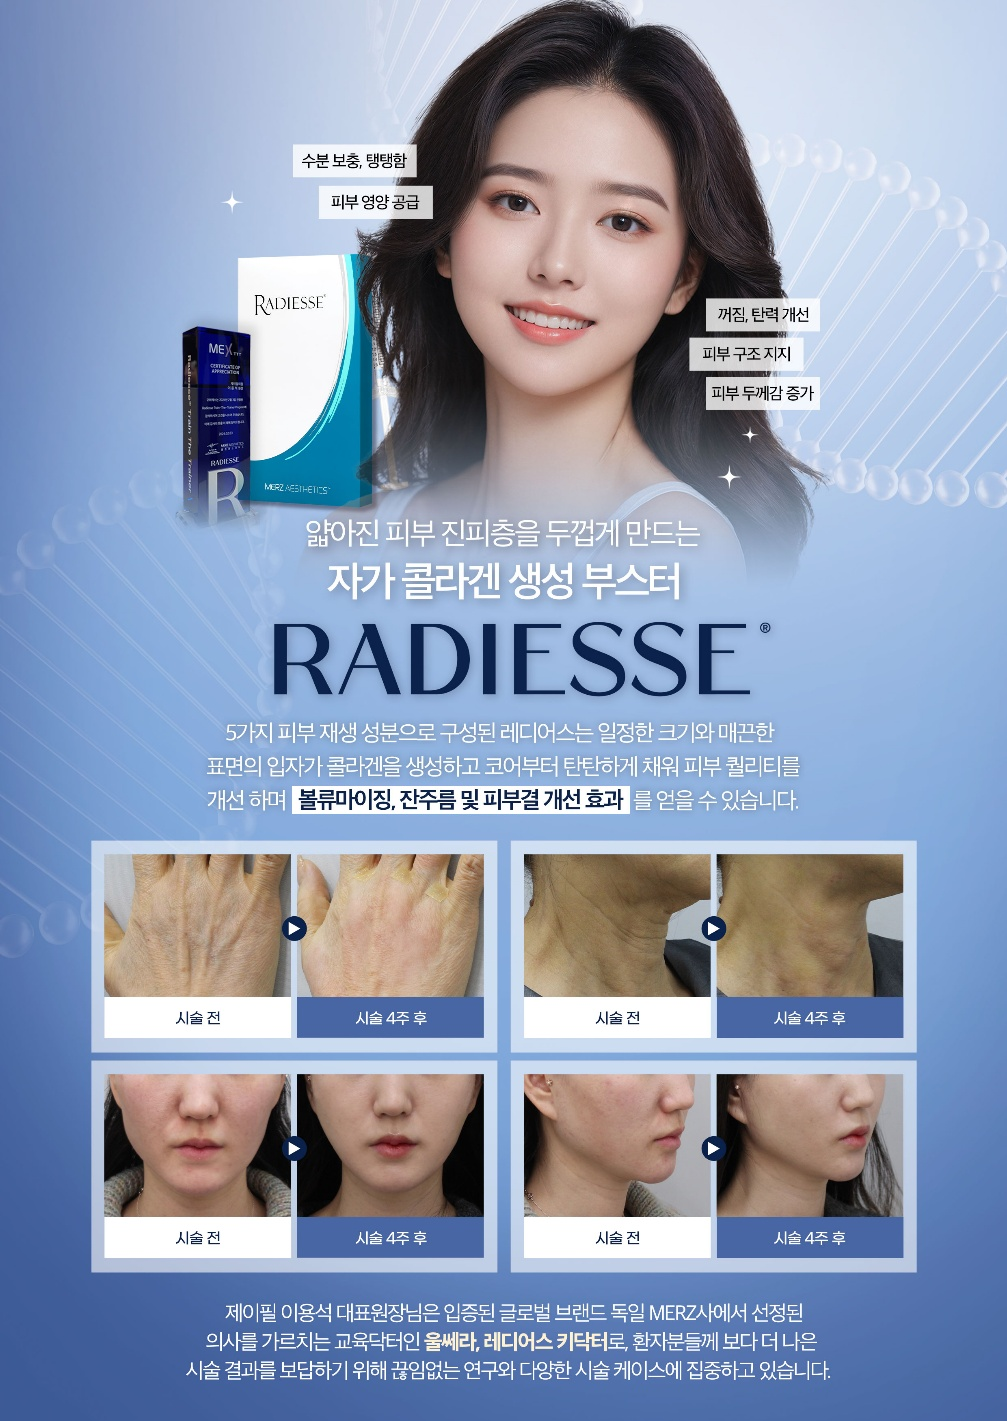 수분 보충, 탱탱함
피부 영양 공급
RADIESSE®
MERZ AESTHETICS™
MEX
CERTIFICATE OF
APPRECIATION
RADIESSE
R
Radiesse® Train The Trainer
꺼짐, 탄력 개선
피부 구조 지지
피부 두께감 증가
얇아진 피부 진피층을 두껍게 만드는
자가 콜라겐 생성 부스터
RADIESSE®
5가지 피부 재생 성분으로 구성된 레디어스는 일정한 크기와 매끈한
표면의 입자가 콜라겐을 생성하고 코어부터 탄탄하게 채워 피부 퀄리티를
개선 하며 볼류마이징, 잔주름 및 피부결 개선 효과 를 얻을 수 있습니다.
시술 전
시술 4주 후
시술 전
시술 4주 후
시술 전
시술 4주 후
시술 전
시술 4주 후
제이필 이용석 대표원장님은 입증된 글로벌 브랜드 독일 MERZ사에서 선정된
의사를 가르치는 교육닥터인 울쎄라, 레디어스 키닥터로, 환자분들께 보다 더 나은
시술 결과를 보답하기 위해 끊임없는 연구와 다양한 시술 케이스에 집중하고 있습니다.